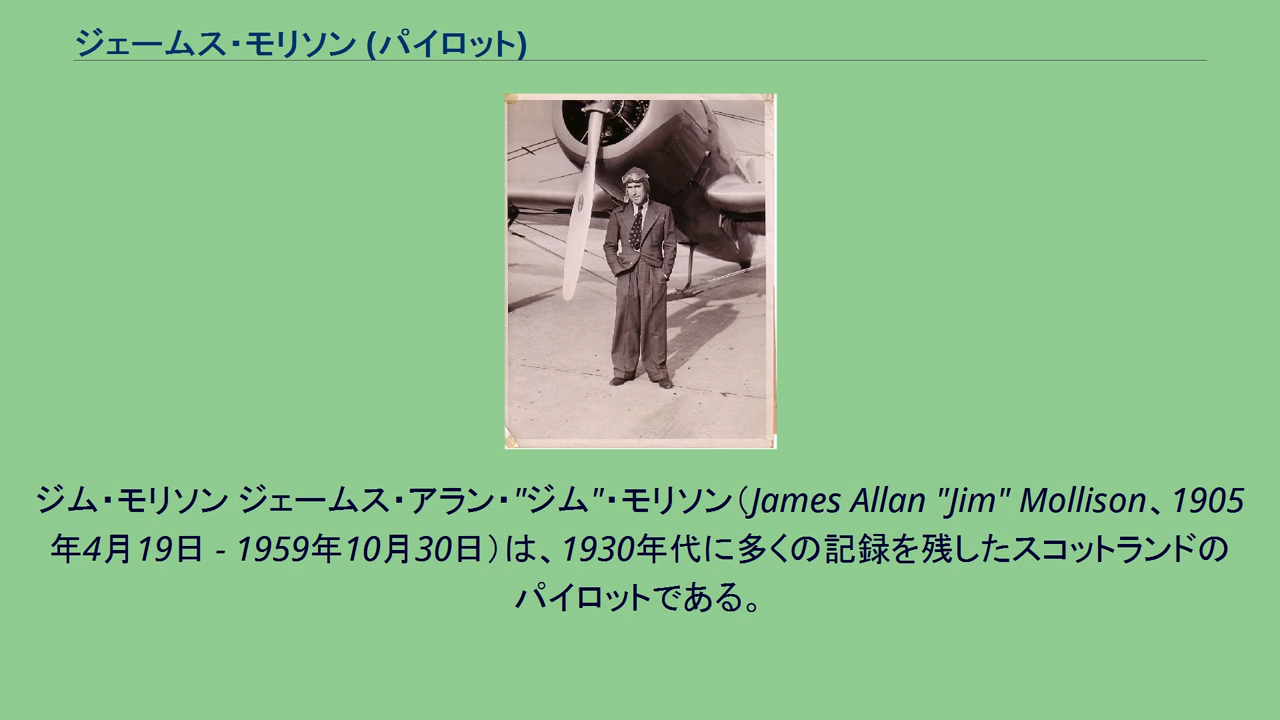 ジェームス・モリソン (パイロット)
ジム・モリソン ジェームス・アラン・"ジム"・モリソン（James Allan "Jim" Mollison、1905
年4月19日 - 1959年10月30日）は、1930年代に多くの記録を残したスコットランドの
パイロットである。